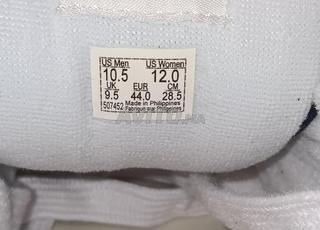 US Men US Women
10.5 12.0
UK EUR CM
9.5 44.0 28.5
507452 Made in Philippines
Fabriqué aux Philippines